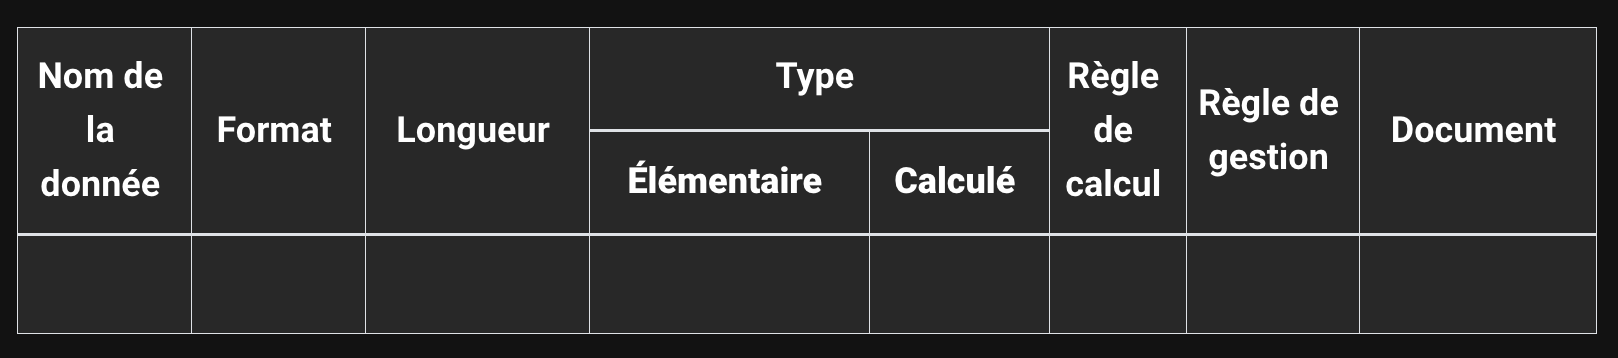 Nom de
la
donnée
Format
Longueur
Type
Élémentaire
Calculé
Règle
de
calcul
Règle de
gestion
Document